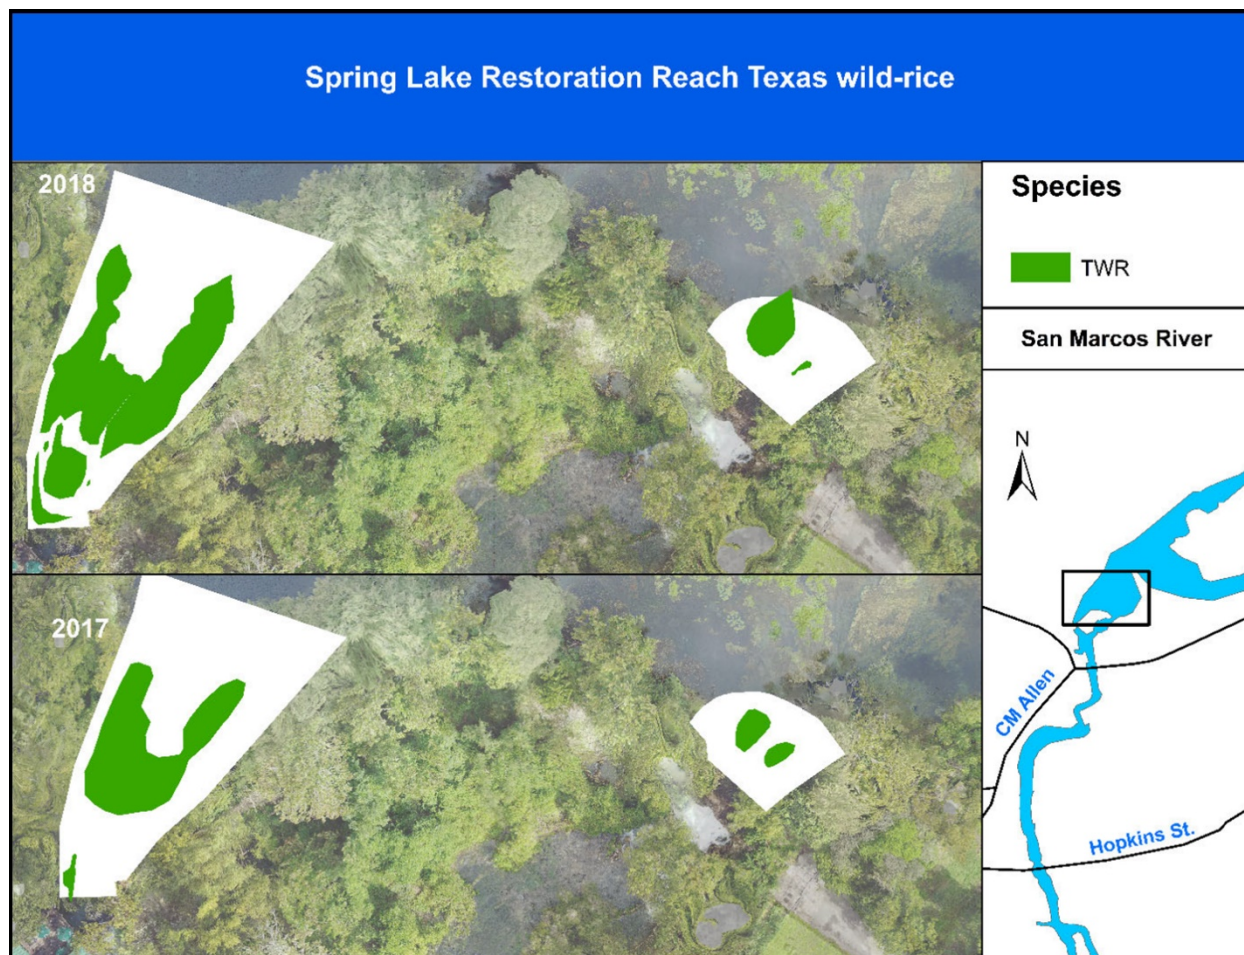 Spring Lake Restoration Reach Texas wild-rice
2018
2017
Species
TWR
San Marcos River
N
CM Allen
Hopkins St.